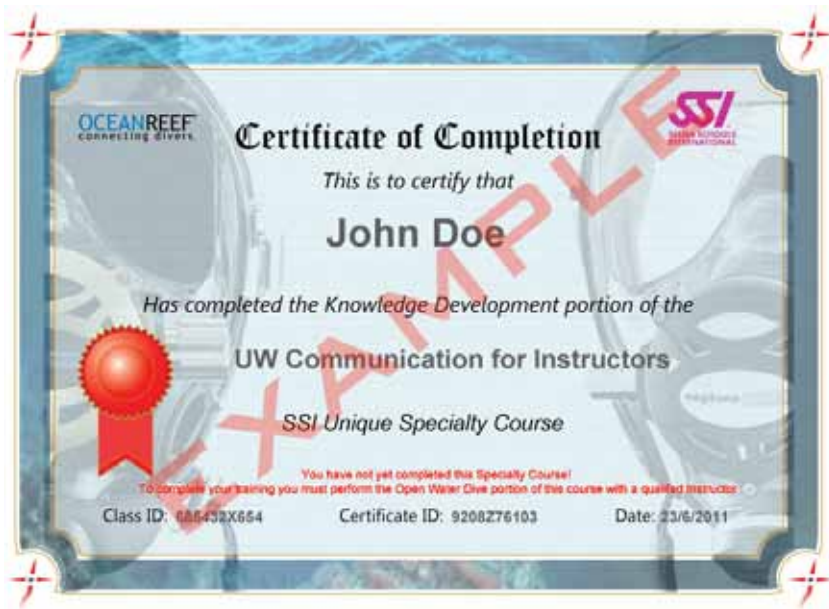 OCEANREEF
connecting divers
SSI
SCUBA SCHOOLS
INTERNATIONAL
Certificate of Completion
This is to certify that
John Doe
Has completed the Knowledge Development portion of the
UW Communication for Instructors
SSI Unique Specialty Course
You have not yet completed this Specialty Course!
To complete your training you must perform the Open Water Dive portion of this course with a qualified Instructor
Class ID:
Certificate ID: 9208Z76103
Date: 23/6/2011
EXAMPLE